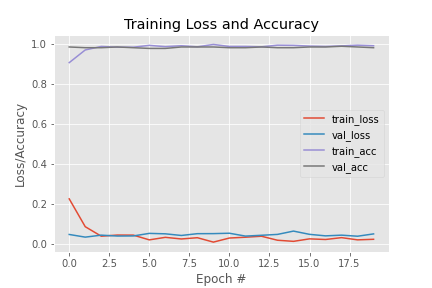 Training Loss and Accuracy
1.0
0.8
0.6
0.4
0.2
0.0
Loss/Accuracy
train_loss
val_loss
train_acc
val_acc
0.0 2.5 5.0 7.5 10.0 12.5 15.0 17.5
Epoch #